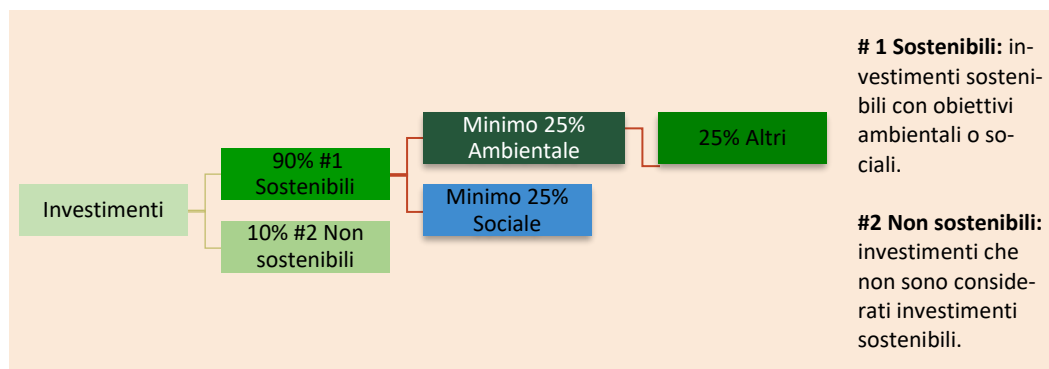 Investimenti
90% #1
Sostenibili
10% #2 Non
sostenibili
Minimo 25%
Ambientale
Minimo 25%
Sociale
25% Altri
# 1 Sostenibili: in-
vestimenti sosteni-
bili con obiettivi
ambientali o so-
ciali.
#2 Non sostenibili:
investimenti che
non sono conside-
rati investimenti
sostenibili.